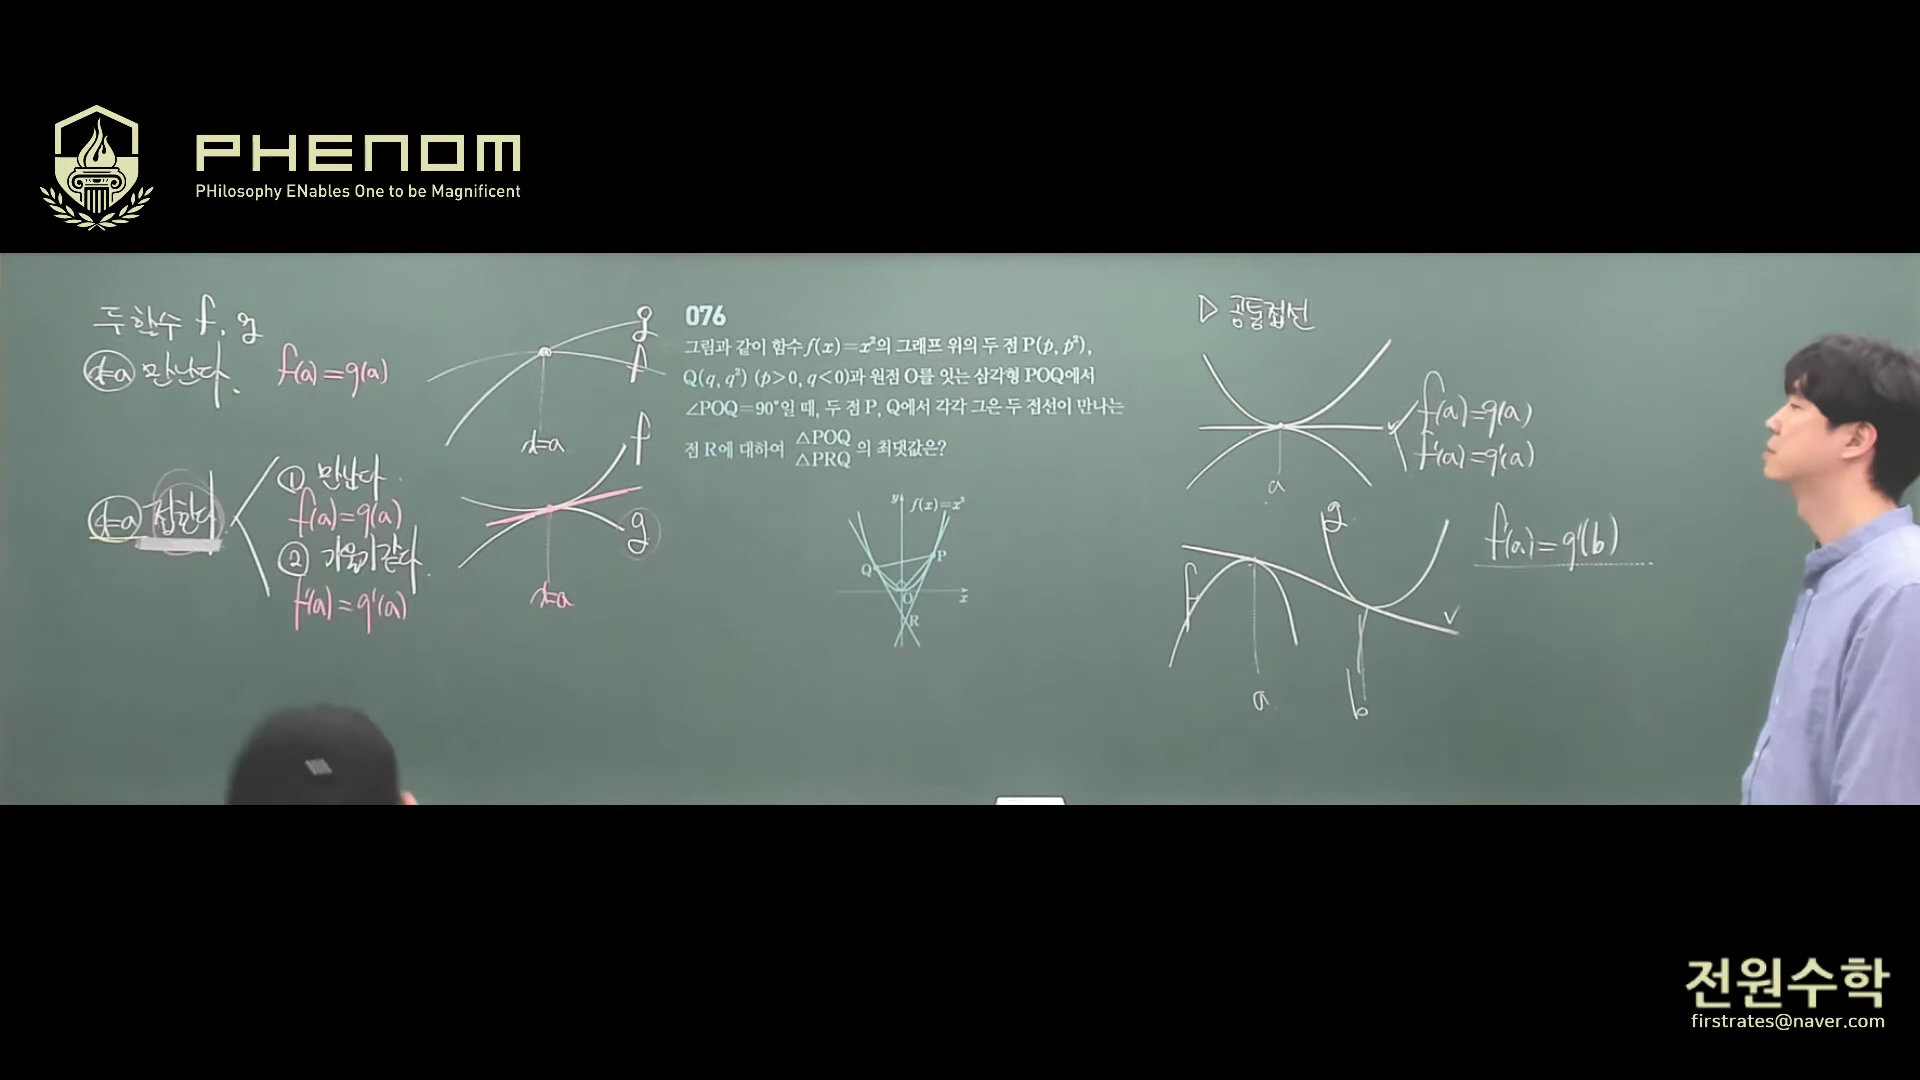 PHENOM
PHilosophy ENables One to be Magnificent
두 함수 f, g
x=a 만난다. f(a)=g(a)
x=a 접한다
① 만난다.
f(a)=g(a)
② 기울기같다.
f'(a)=g'(a)
g
f
x=a
f
g
x=a
076
그림과 같이 함수 f(x)=x²의 그래프 위의 두 점 P(p, p²),
Q(q, q²) (p>0, q<0)과 원점 O를 잇는 삼각형 POQ에서
∠POQ=90°일 때, 두 점 P, Q에서 각각 그은 두 접선이 만나는
점 R에 대하여 △POQ/△PRQ 의 최댓값은?
y f(x)=x²
Q P
O x
R
▷ 공통접선
f(a)=g(a)
f'(a)=g'(a)
a
g
f'(a)=g'(b)
f
a b
전원수학
firstrates@naver.com